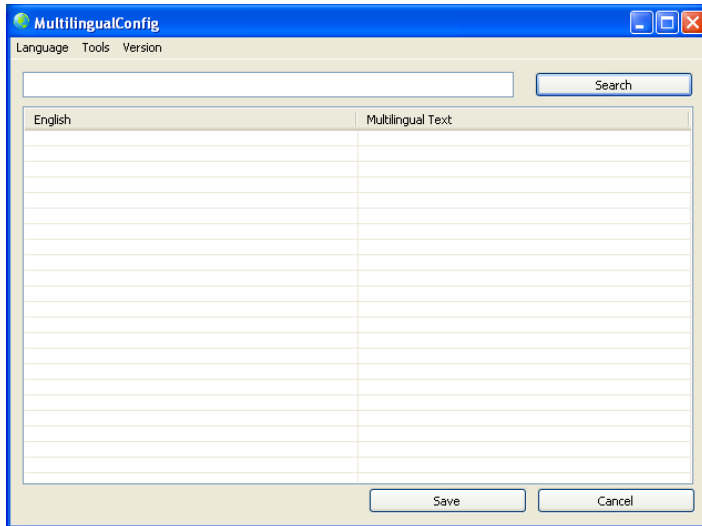 MultilingualConfig
Language Tools Version
Search
English Multilingual Text
Save Cancel